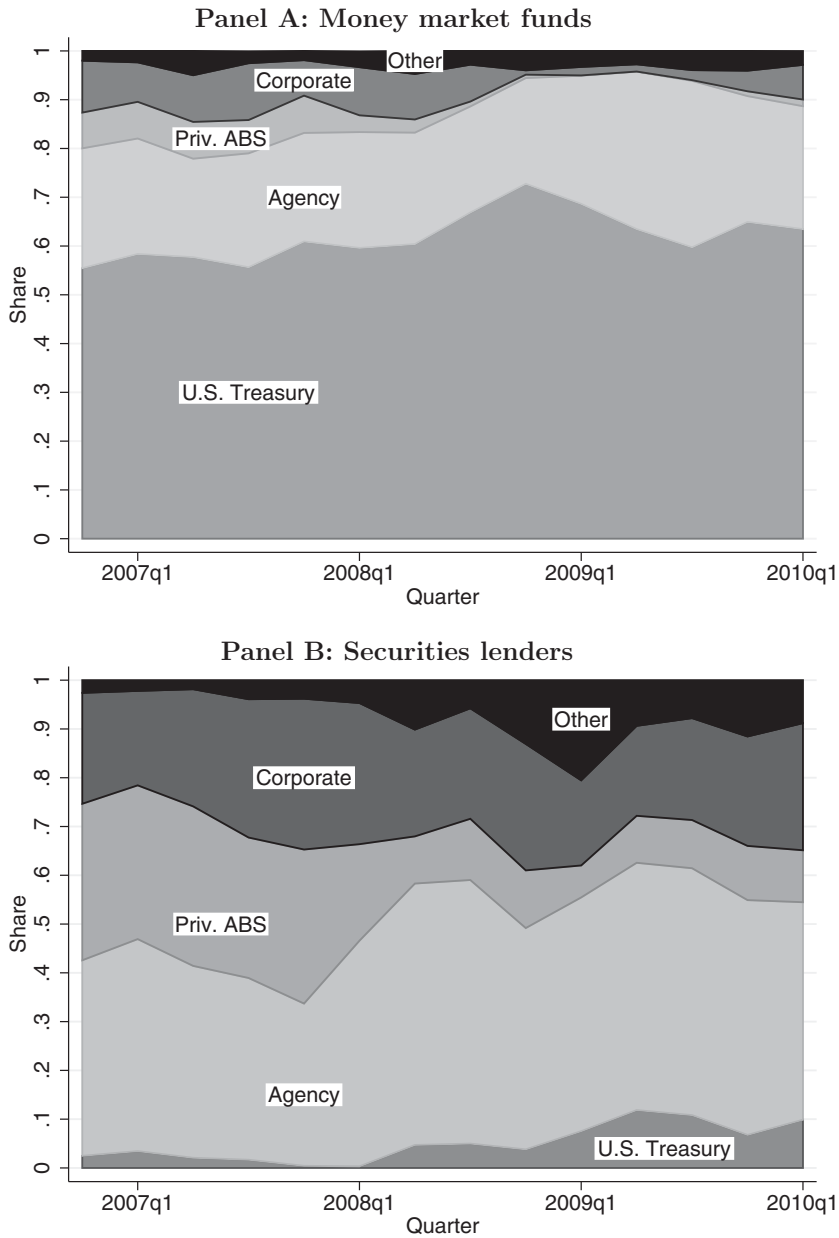 Panel A: Money market funds
1
.9
.8
.7
.6
.5
.4
.3
.2
.1
0
Share
Other
Corporate
Priv. ABS
Agency
U.S. Treasury
2007q1 2008q1 2009q1 2010q1
Quarter
Panel B: Securities lenders
1
.9
.8
.7
.6
.5
.4
.3
.2
.1
0
Share
Other
Corporate
Priv. ABS
Agency
U.S. Treasury
2007q1 2008q1 2009q1 2010q1
Quarter